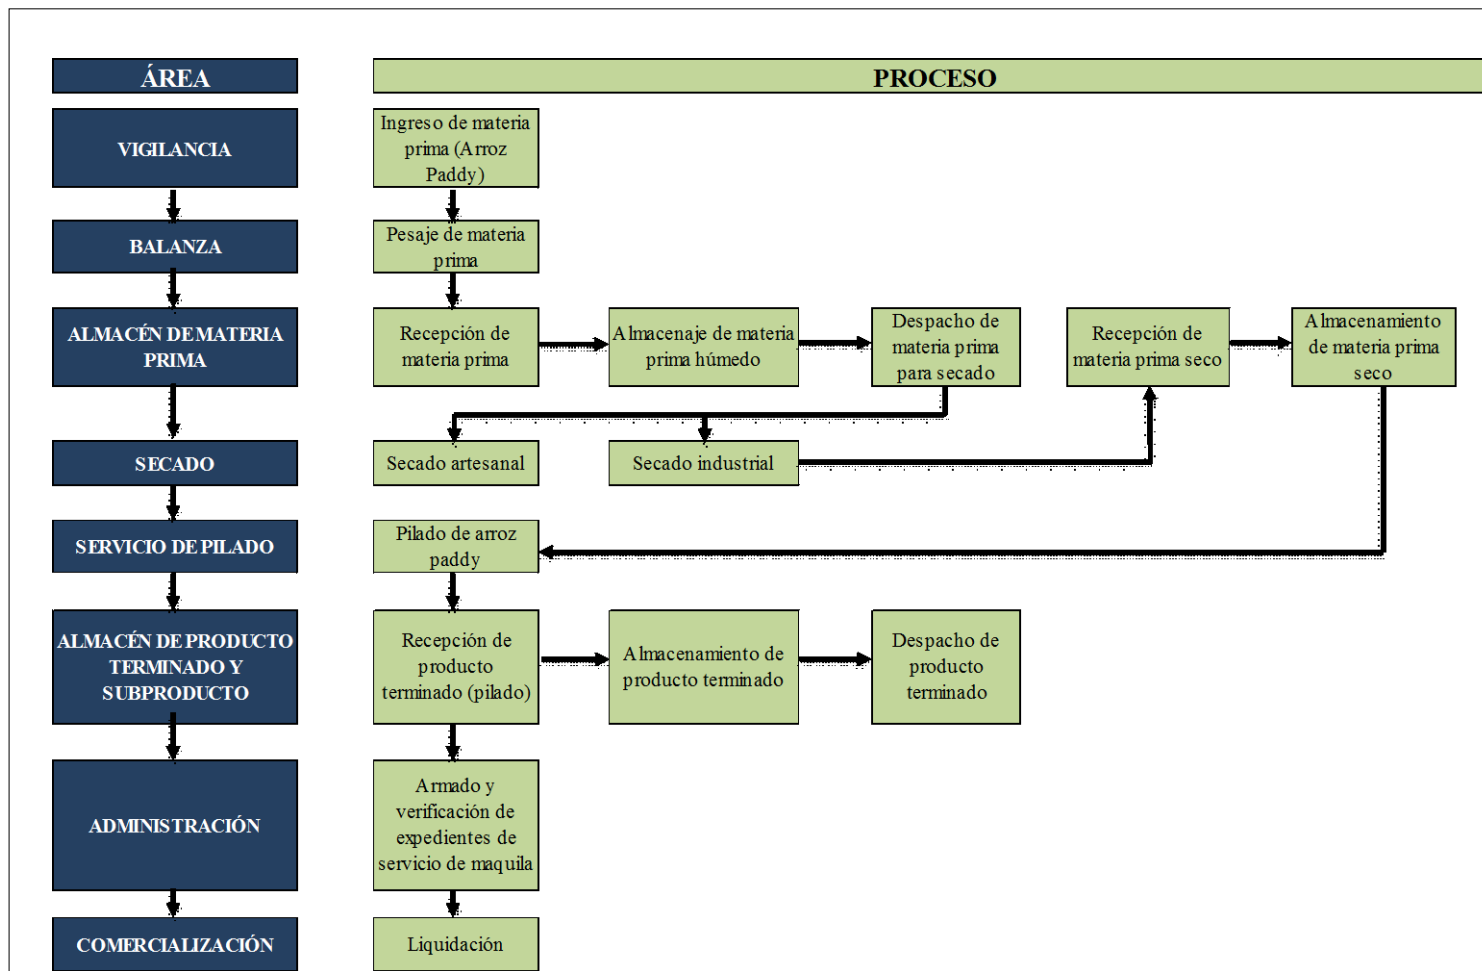 ÁREA
PROCESO
VIGILANCIA
Ingreso de materia
prima (Arroz
Paddy)
BALANZA
Pesaje de materia
prima
ALMACÉN DE MATERIA
PRIMA
Recepción de
materia prima
Almacenaje de materia
prima húmedo
Despacho de
materia prima
para secado
Recepción de
materia prima seco
Almacenamiento
de materia prima
seco
SECADO
Secado artesanal
Secado industrial
SERVICIO DE PILADO
Pilado de arroz
paddy
ALMACÉN DE PRODUCTO
TERMINADO Y
SUBPRODUCTO
Recepción de
producto
terminado (pilado)
Almacenamiento de
producto terminado
Despacho de
producto
terminado
ADMINISTRACIÓN
Armado y
verificación de
expedientes de
servicio de maquila
COMERCIALIZACIÓN
Liquidación